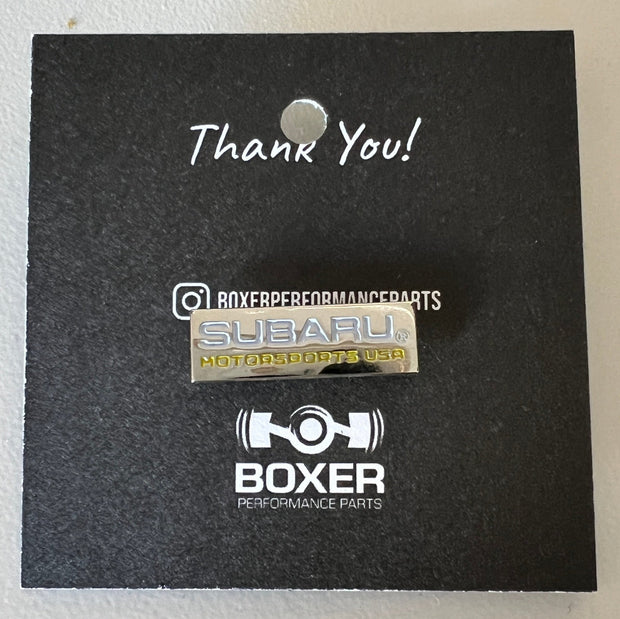 Thank You!
BOXERPERFORMANCEPARTS
SUBARU®
MOTORSPORTS USA
BOXER
PERFORMANCE PARTS